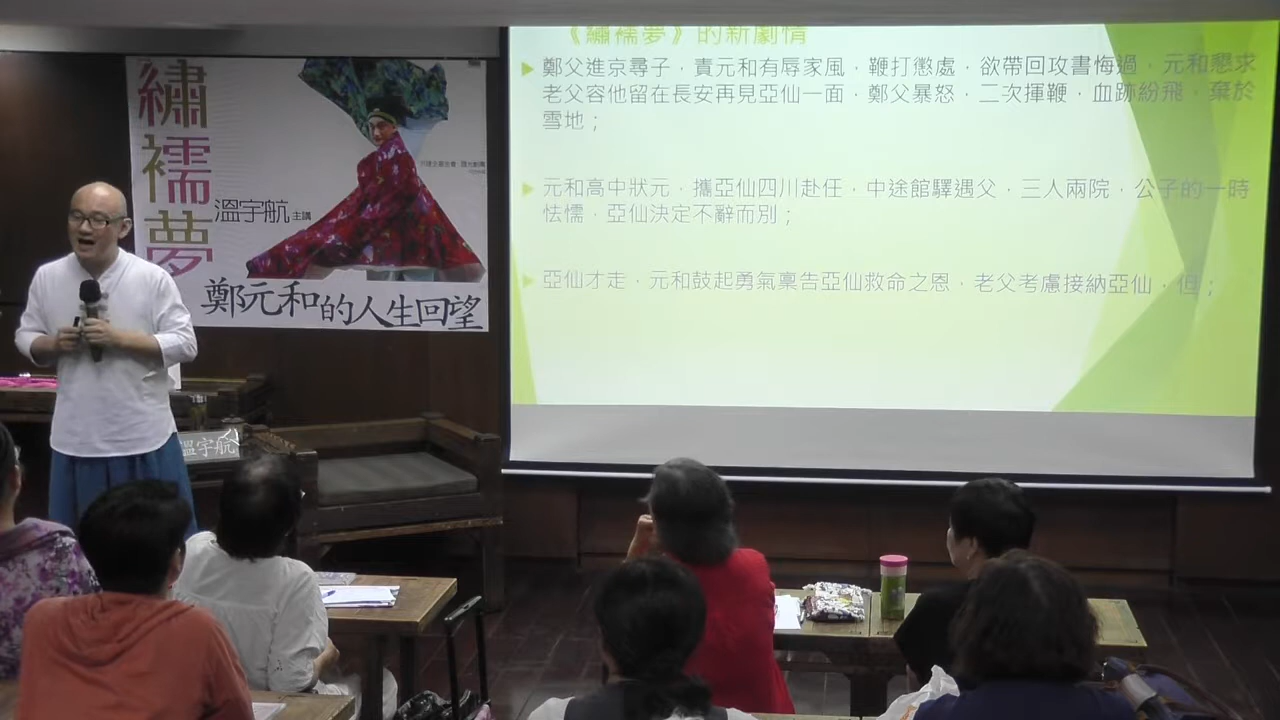 繡襦夢
溫宇航 主講
鄭元和的人生回望
溫宇航
《繡襦夢》的新劇情
鄭父進京尋子，責元和有辱家風，鞭打懲處，欲帶回攻書悔過，元和懇求
老父容他留在長安再見亞仙一面，鄭父暴怒，二次揮鞭，血跡紛飛，棄於
雪地；
元和高中狀元，攜亞仙四川赴任，中途館驛遇父，三人兩院，公子的一時
怯懦，亞仙決定不辭而別；
亞仙才走，元和鼓起勇氣稟告亞仙救命之恩，老父考慮接納亞仙，但；